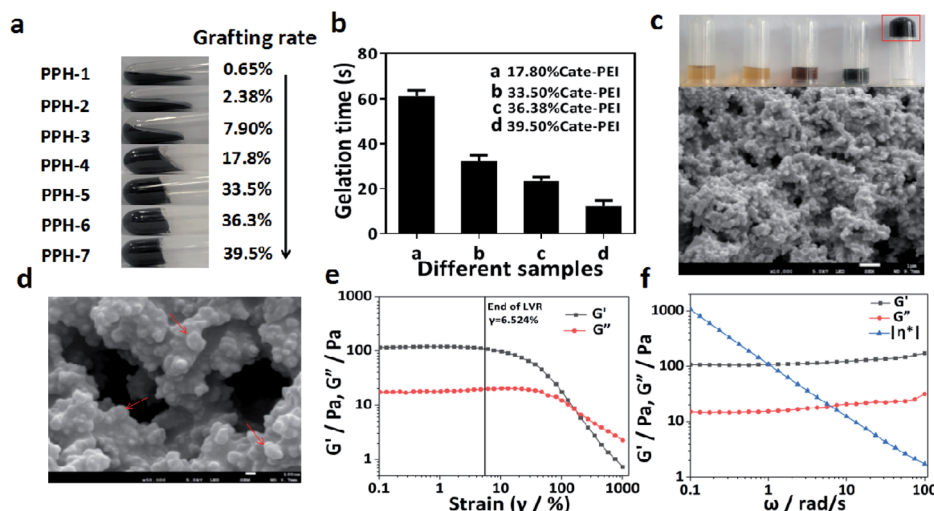 a
Grafting rate
PPH-1 0.65%
PPH-2 2.38%
PPH-3 7.90%
PPH-4 17.8%
PPH-5 33.5%
PPH-6 36.3%
PPH-7 39.5%
b
Gelation time (s)
80
60
40
20
0
a 17.80%Cate-PEI
b 33.50%Cate-PEI
c 36.38%Cate-PEI
d 39.50%Cate-PEI
a b c d
Different samples
c
d
e
G' / Pa, G'' / Pa
1000
100
10
1
End of LVR
γ=6.524%
G'
G''
0.1 1 10 100 1000
Strain (γ / %)
f
G' / Pa, G'' / Pa
1000
100
10
1
G'
G''
|η*|
0.1 1 10 100
ω / rad/s